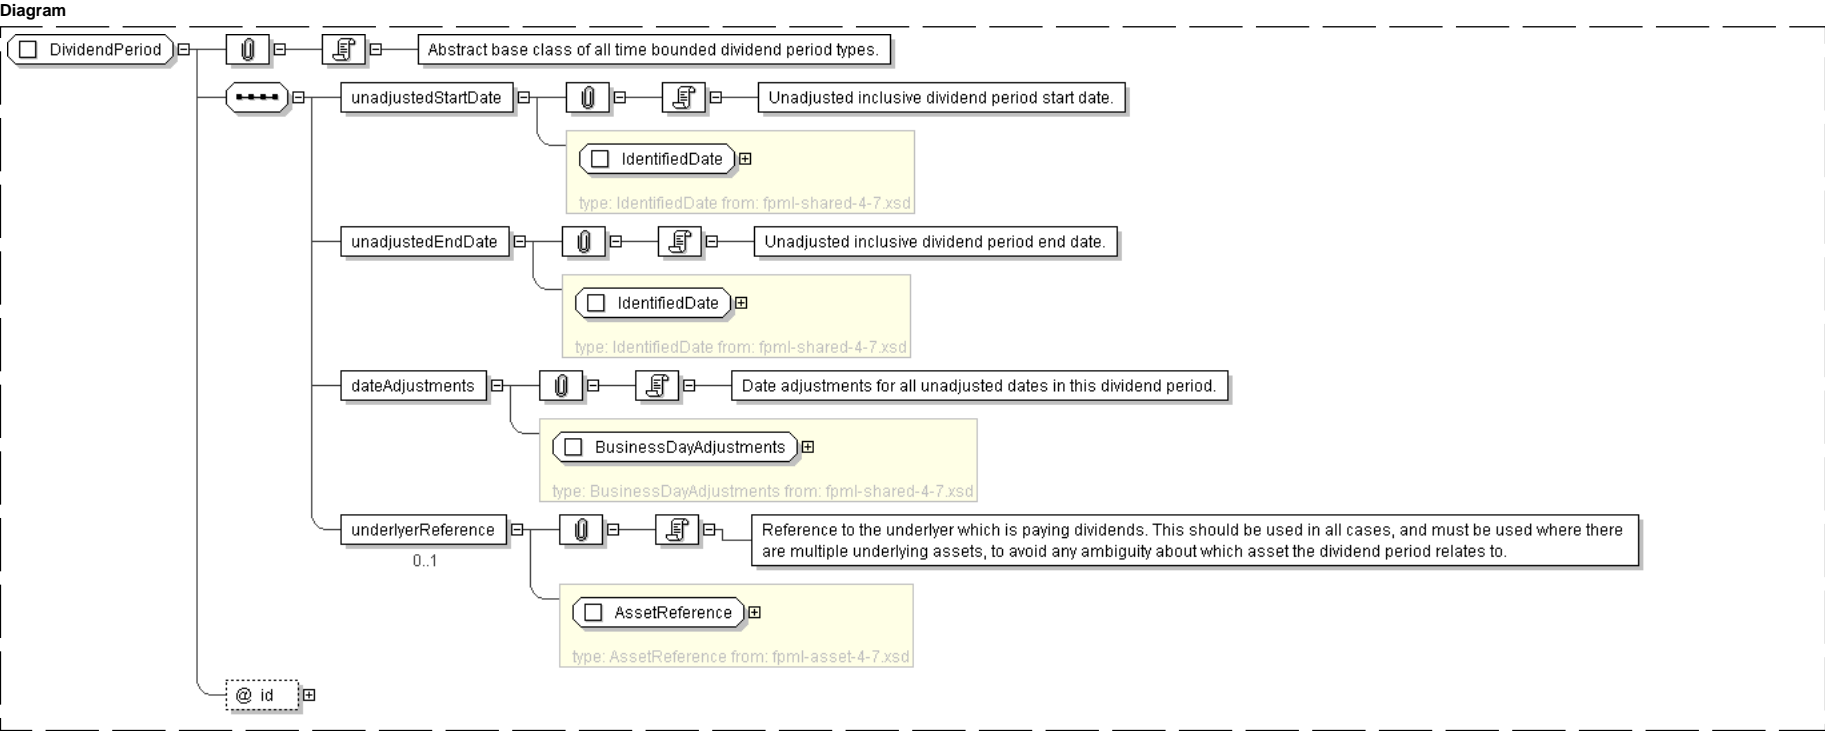 Diagram
DividendPeriod
Abstract base class of all time bounded dividend period types.
unadjustedStartDate
Unadjusted inclusive dividend period start date.
IdentifiedDate
type: IdentifiedDate from: fpml-shared-4-7.xsd
unadjustedEndDate
Unadjusted inclusive dividend period end date.
IdentifiedDate
type: IdentifiedDate from: fpml-shared-4-7.xsd
dateAdjustments
Date adjustments for all unadjusted dates in this dividend period.
BusinessDayAdjustments
type: BusinessDayAdjustments from: fpml-shared-4-7.xsd
underlyerReference
0..1
Reference to the underlyer which is paying dividends. This should be used in all cases, and must be used where there
are multiple underlying assets, to avoid any ambiguity about which asset the dividend period relates to.
AssetReference
type: AssetReference from: fpml-asset-4-7.xsd
@ id